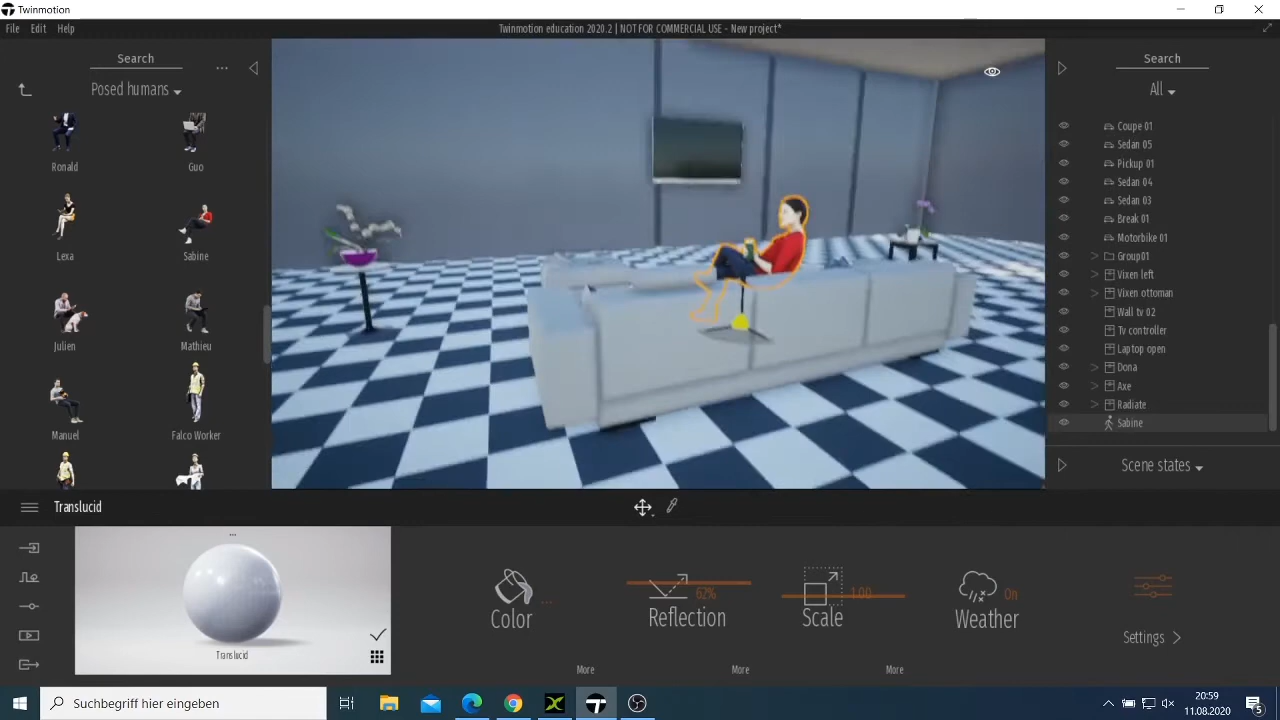 Twinmotion
File Edit Help
Twinmotion education 2020.2 | NOT FOR COMMERCIAL USE - New project*
Search
...
Posed humans
Ronald
Guo
Lexa
Sabine
Julien
Mathieu
Manuel
Falco Worker
Search
All
Coupe 01
Sedan 05
Pickup 01
Sedan 04
Sedan 03
Break 01
Motorbike 01
Group01
Vixen left
Vixen ottoman
Wall tv 02
Tv controller
Laptop open
Dona
Axe
Radiate
Sabine
Scene states
Translucid
...
Translucid
Color ...
More
Reflection 62%
More
Scale 1.00
More
Weather On
Settings
Suchbegriff hier eingeben
20:59
11.08.2020
5